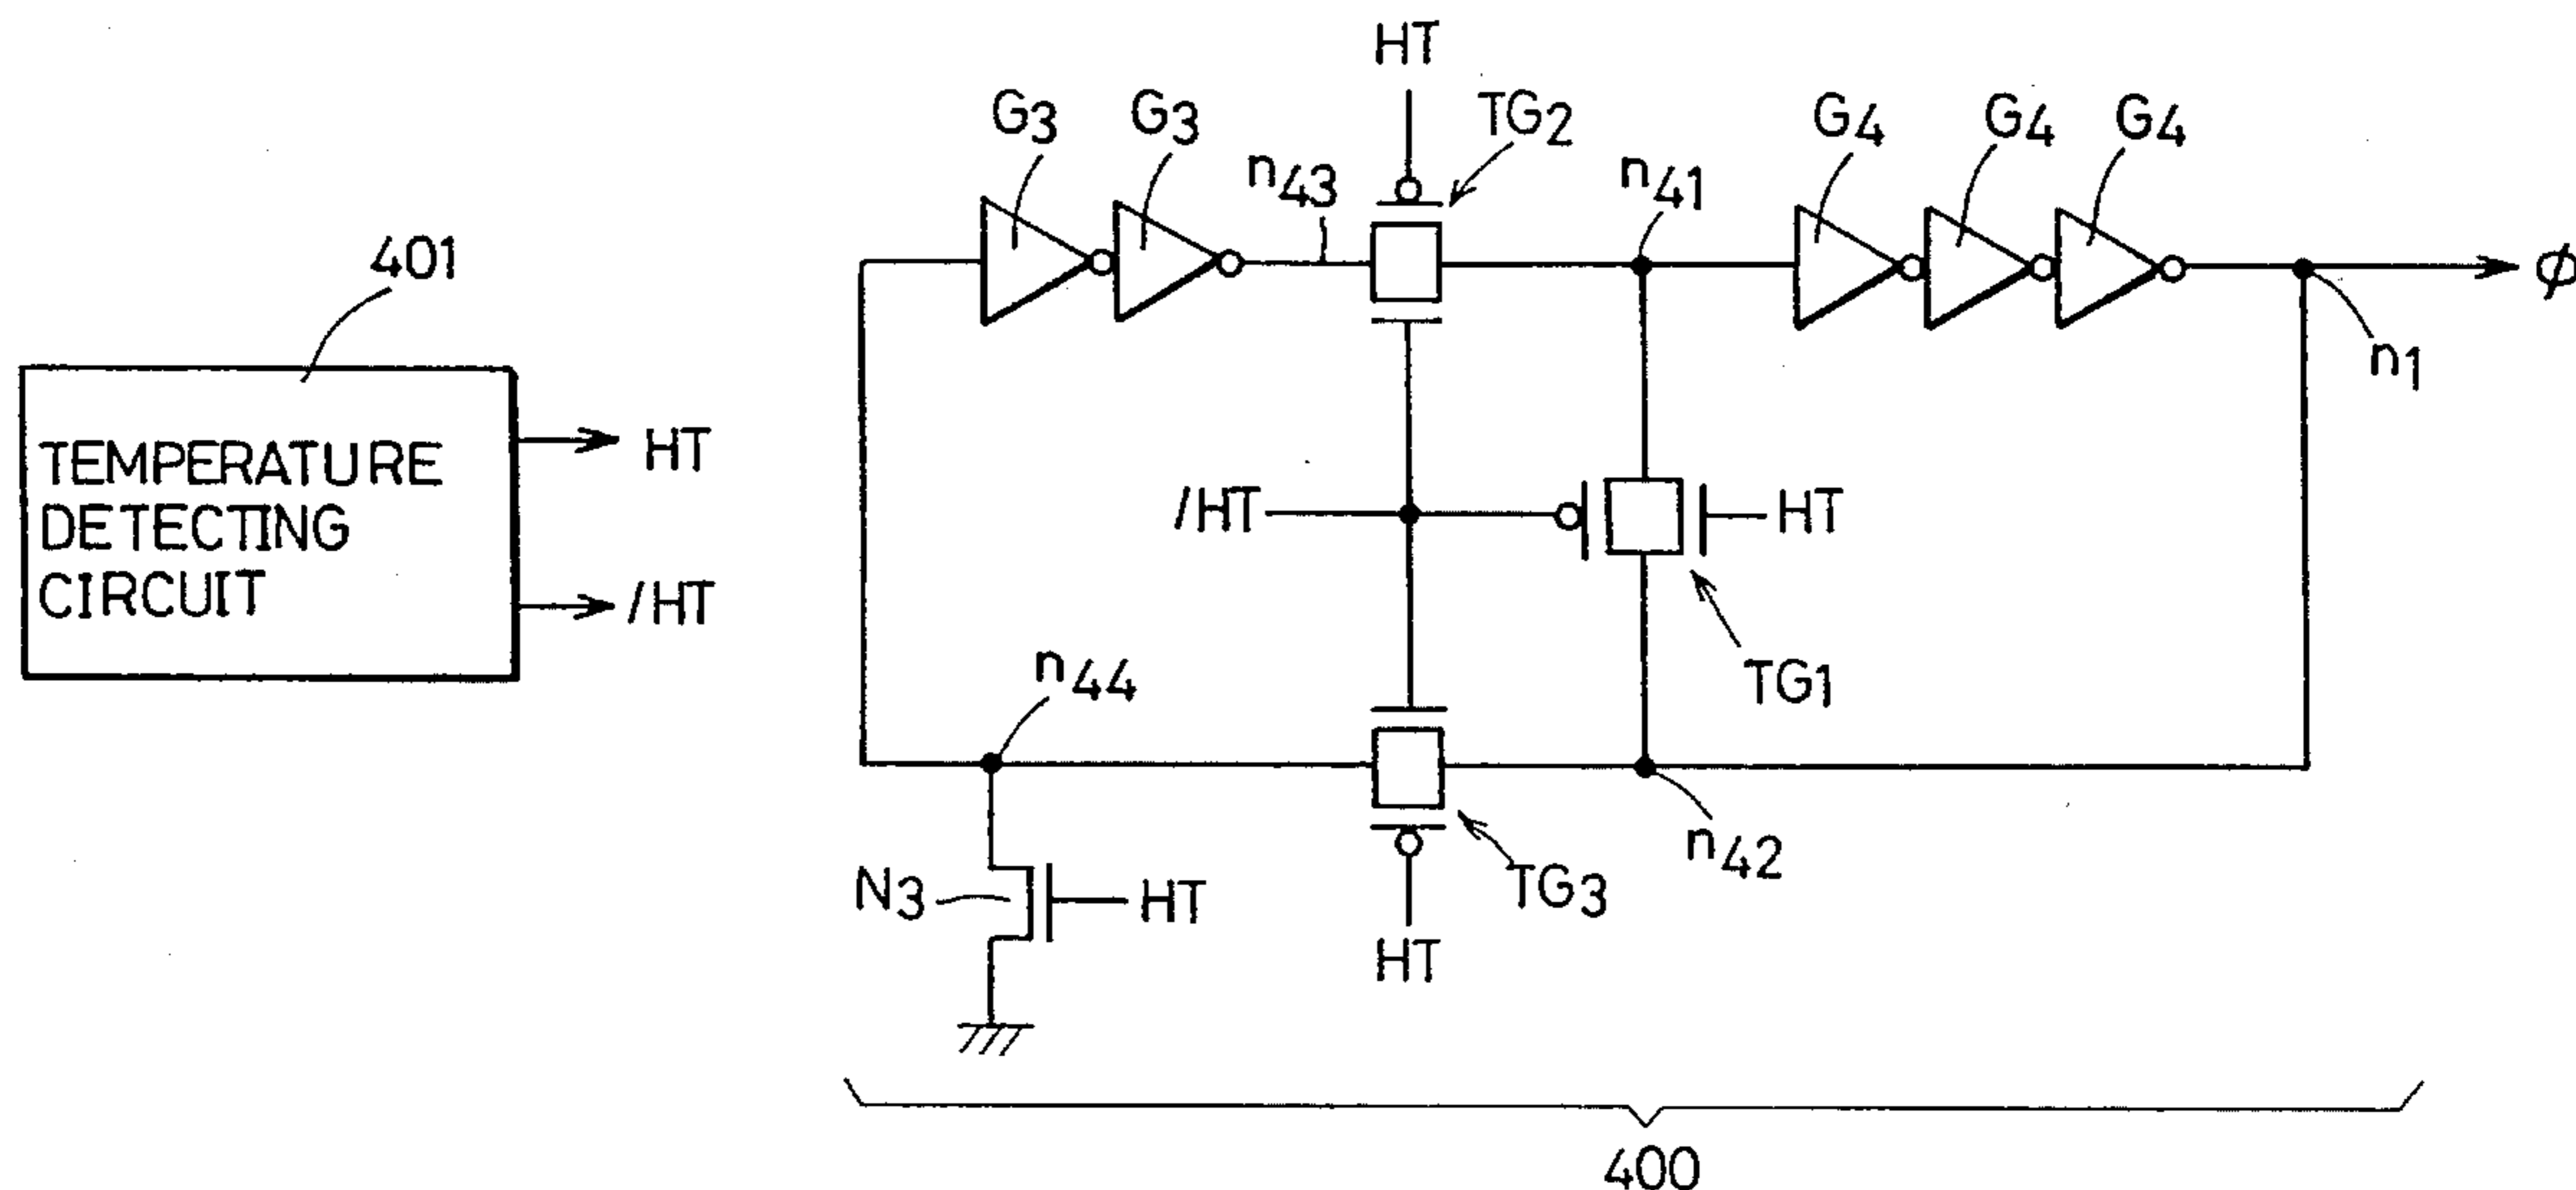 HT
G3 G3 TG2 G4 G4 G4
n43 n41
401
φ
n1
TEMPERATURE
DETECTING
CIRCUIT
HT
/HT
/HT
HT
n44
TG1
n42
N3
HT
TG3
HT
400